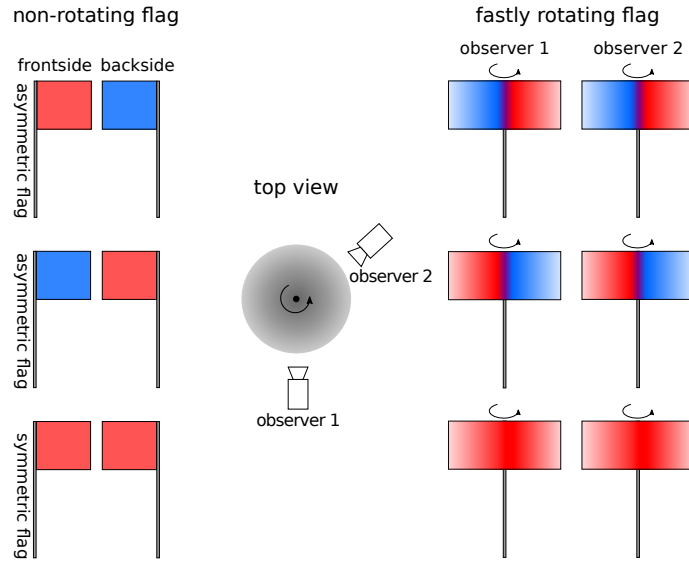 non-rotating flag
fastly rotating flag
frontside backside
observer 1
observer 2
asymmetric flag
top view
asymmetric flag
observer 2
observer 1
symmetric flag